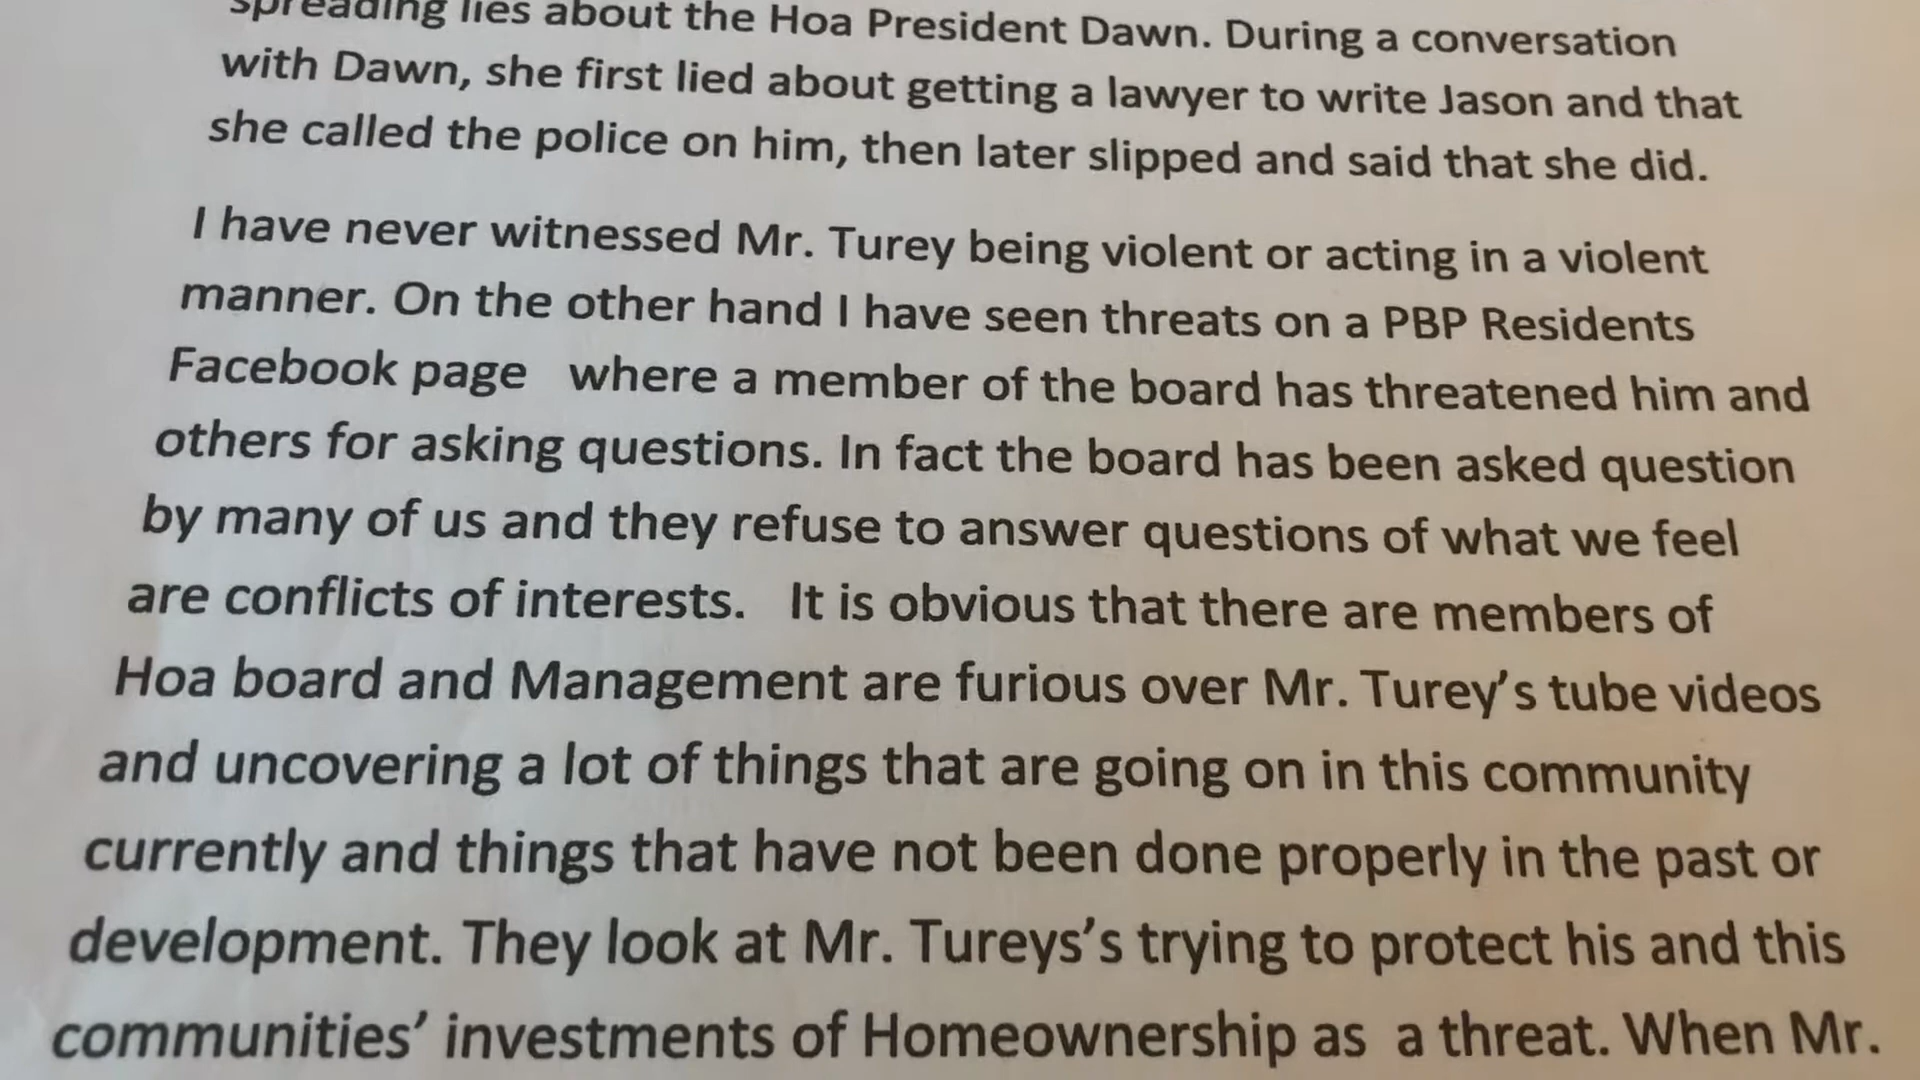 spreading lies about the Hoa President Dawn. During a conversation
with Dawn, she first lied about getting a lawyer to write Jason and that
she called the police on him, then later slipped and said that she did.
I have never witnessed Mr. Turey being violent or acting in a violent
manner. On the other hand I have seen threats on a PBP Residents
Facebook page   where a member of the board has threatened him and
others for asking questions. In fact the board has been asked question
by many of us and they refuse to answer questions of what we feel
are conflicts of interests.   It is obvious that there are members of
Hoa board and Management are furious over Mr. Turey’s tube videos
and uncovering a lot of things that are going on in this community
currently and things that have not been done properly in the past or
development. They look at Mr. Tureys’s trying to protect his and this
communities’ investments of Homeownership as  a threat. When Mr.